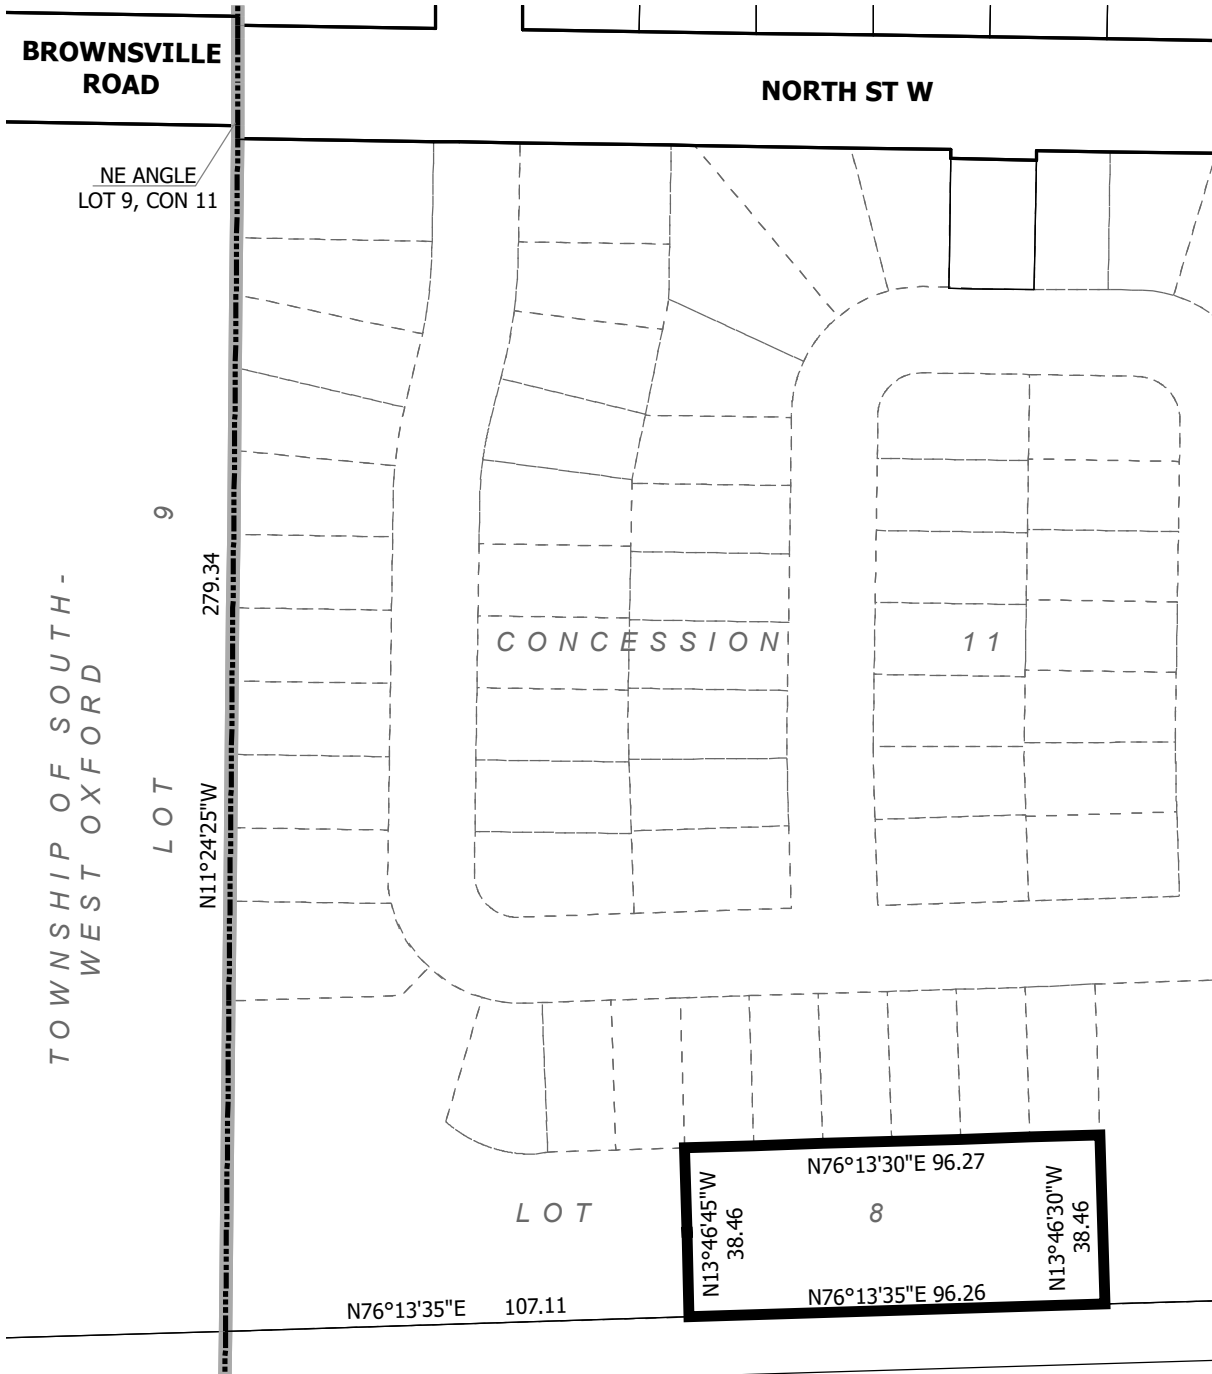 BROWNSVILLE
ROAD
NORTH ST W
NE ANGLE
LOT 9, CON 11
TOWNSHIP OF SOUTH-
WEST OXFORD
LOT 9
N11°24'25"W 279.34
CONCESSION 11
LOT 8
N76°13'30"E 96.27
N13°46'45"W
38.46
N13°46'30"W
38.46
N76°13'35"E 96.26
N76°13'35"E 107.11